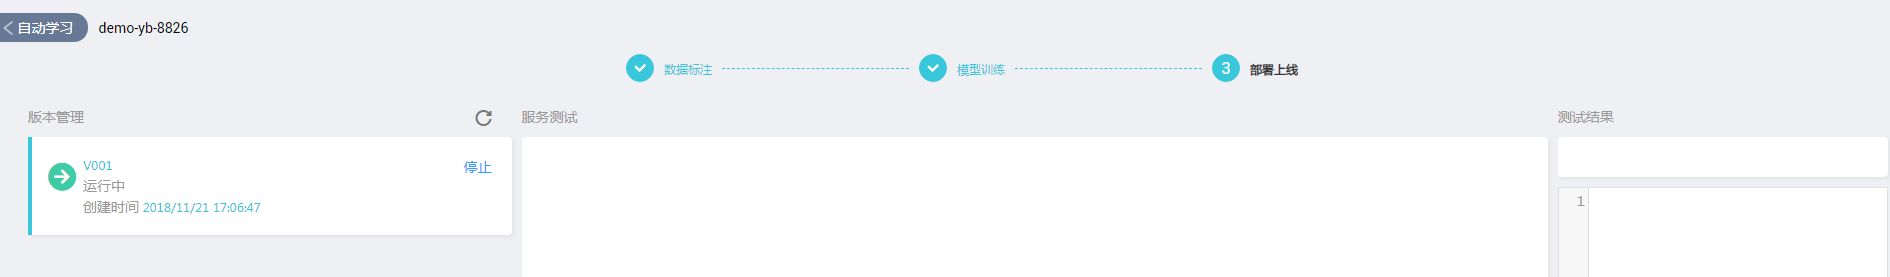 自动学习 demo-yb-8826
数据标注 模型训练 3 部署上线
版本管理 服务测试 测试结果
V001 停止
运行中
创建时间 2018/11/21 17:06:47
1